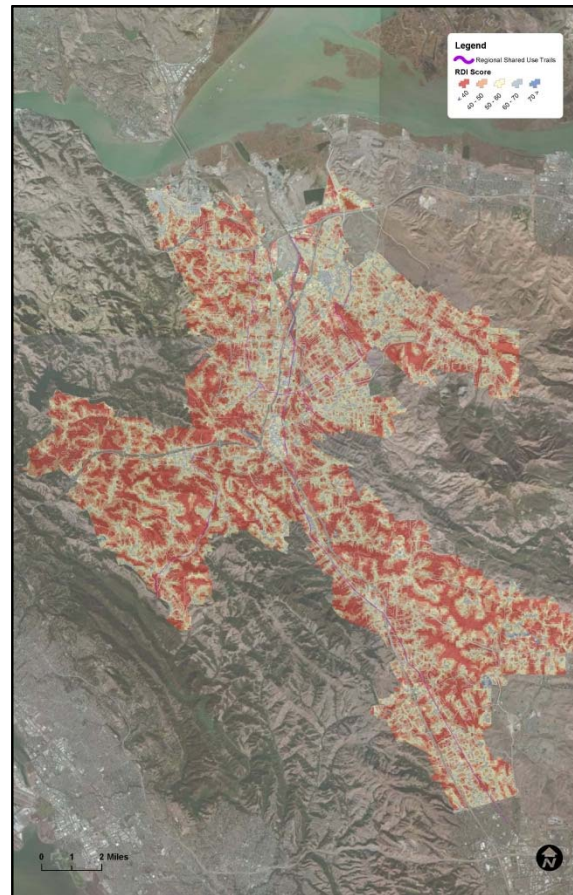 Legend
Regional Shared Use Trails
RDI Score
< 40
40 - 50
50 - 60
60 - 70
70 >
0 1 2 Miles
N